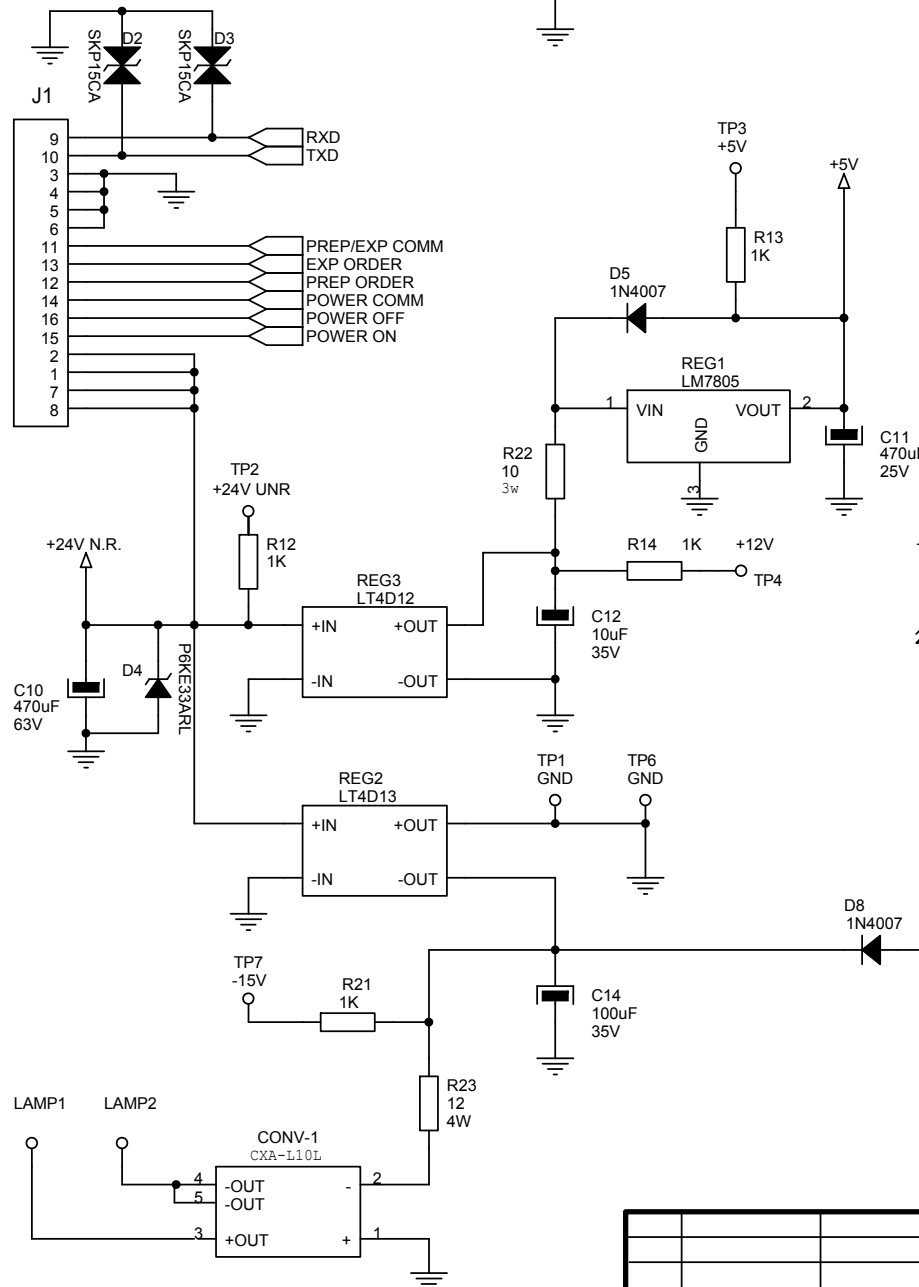 D2
D3
SKP15CA
SKP15CA
J1
9
RXD
10
TXD
3
4
5
6
11
PREP/EXP COMM
13
EXP ORDER
12
PREP ORDER
14
POWER COMM
16
POWER OFF
15
POWER ON
2
1
7
8
TP3
+5V
+5V
R13
1K
D5
1N4007
REG1
LM7805
1
VIN
VOUT
2
GND
3
C11
470u
25V
R22
10
3w
TP2
+24V UNR
R12
1K
+24V N.R.
R14
1K
+12V
TP4
REG3
LT4D12
+IN
+OUT
-IN
-OUT
C12
10uF
35V
D4
P6KE33ARL
C10
470uF
63V
2
REG2
LT4D13
+IN
+OUT
-IN
-OUT
TP1
GND
TP6
GND
D8
1N4007
TP7
-15V
R21
1K
C14
100uF
35V
R23
12
4W
LAMP1
LAMP2
CONV-1
CXA-L10L
4
-OUT
-
2
5
-OUT
3
+OUT
+
1